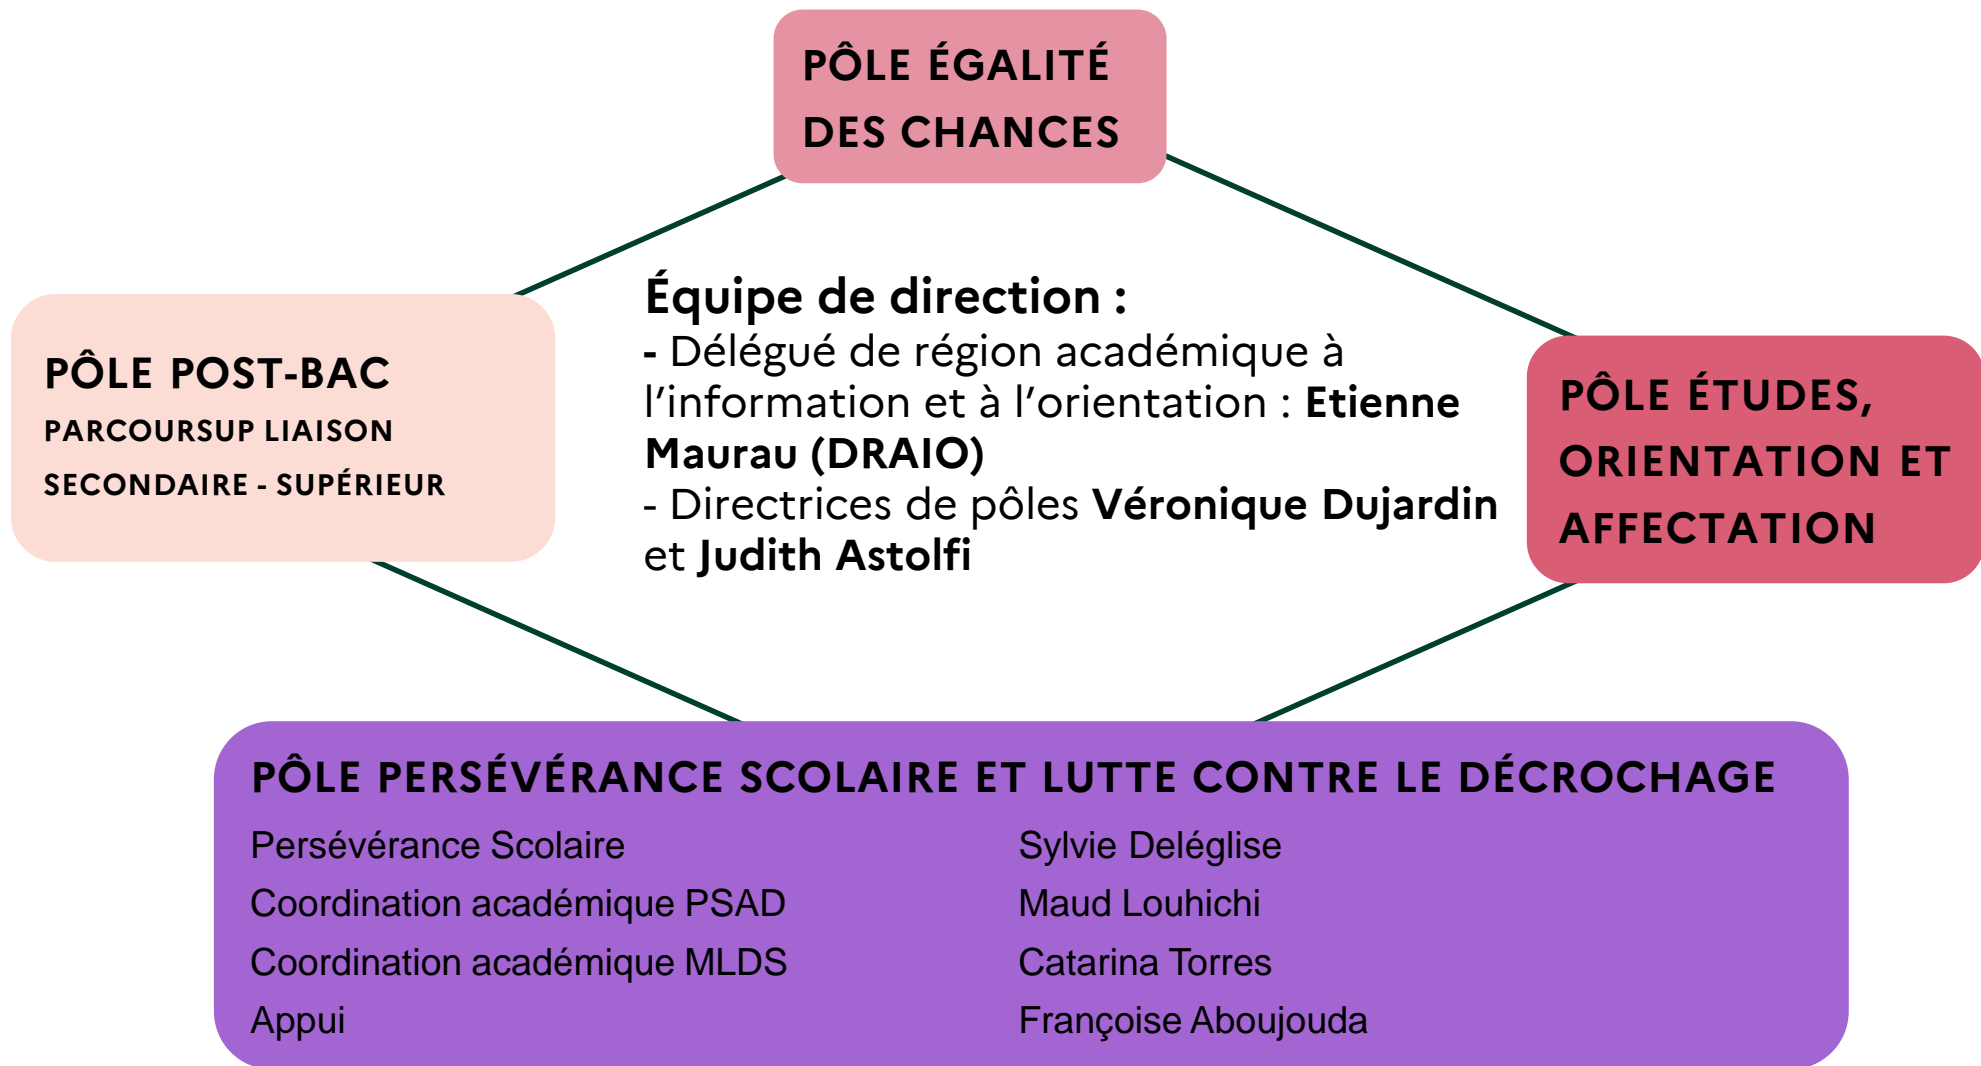 PÔLE ÉGALITÉ
DES CHANCES
Équipe de direction :
- Délégué de région académique à
l’information et à l’orientation : Etienne
Maurau (DRAIO)
- Directrices de pôles Véronique Dujardin
et Judith Astolfi
PÔLE POST-BAC
PARCOURSUP LIAISON
SECONDAIRE - SUPÉRIEUR
PÔLE ÉTUDES,
ORIENTATION ET
AFFECTATION
PÔLE PERSÉVÉRANCE SCOLAIRE ET LUTTE CONTRE LE DÉCROCHAGE
Persévérance Scolaire Sylvie Deléglise
Coordination académique PSAD Maud Louhichi
Coordination académique MLDS Catarina Torres
Appui Françoise Aboujouda